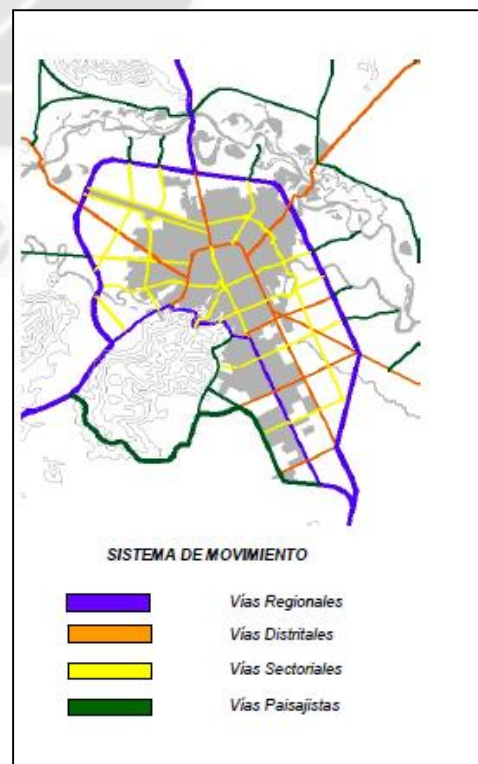 SISTEMA DE MOVIMIENTO
Vías Regionales
Vías Distritales
Vías Sectoriales
Vías Paisajistas